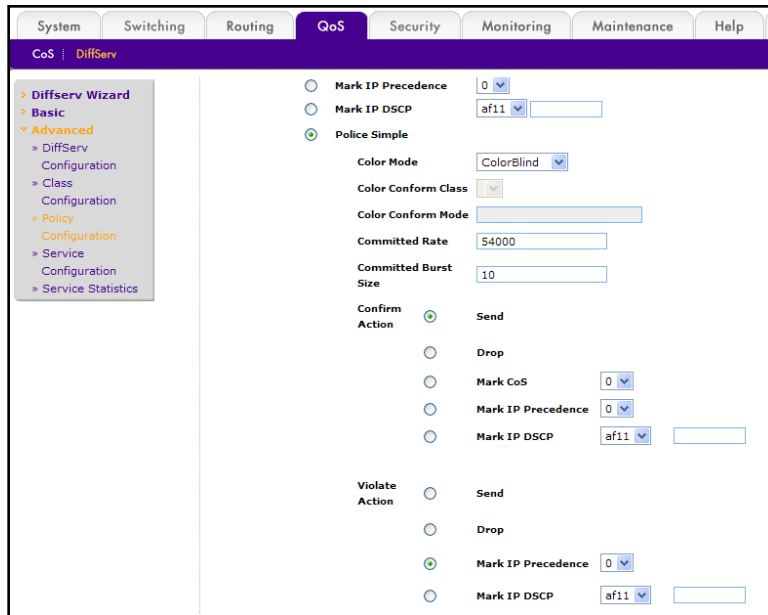 System Switching Routing QoS Security Monitoring Maintenance Help
CoS | DiffServ
Diffserv Wizard
Basic
Advanced
» DiffServ
Configuration
» Class
Configuration
» Policy
Configuration
» Service
Configuration
» Service Statistics
Mark IP Precedence 0
Mark IP DSCP af11
Police Simple
Color Mode ColorBlind
Color Conform Class
Color Conform Mode
Committed Rate 54000
Committed Burst
Size 10
Confirm
Action Send
Drop
Mark CoS 0
Mark IP Precedence 0
Mark IP DSCP af11
Violate
Action Send
Drop
Mark IP Precedence 0
Mark IP DSCP af11